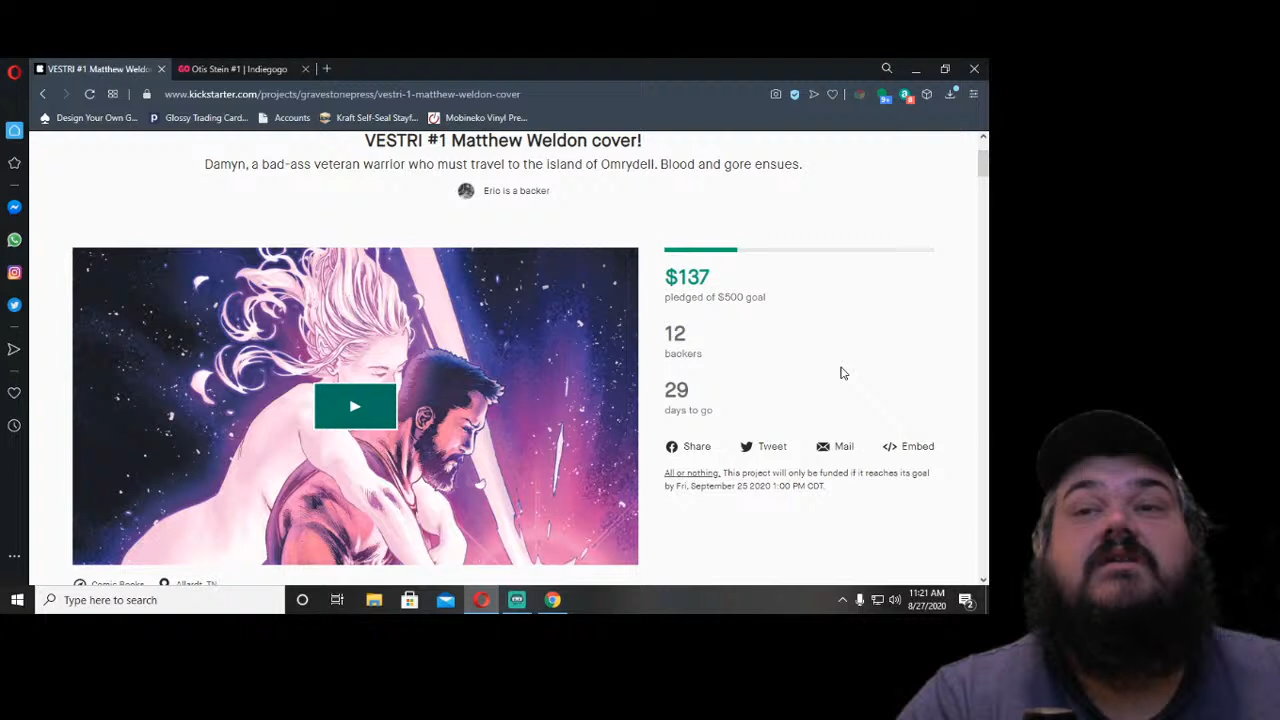 VESTRI #1 Matthew Weldo
Otis Stein #1 | Indiegogo
www.kickstarter.com/projects/gravestonepress/vestri-1-matthew-weldon-cover
Design Your Own G... Glossy Trading Card... Accounts Kraft Self-Seal Stayf... Mobineko Vinyl Pre...
VESTRI #1 Matthew Weldon cover!
Damyn, a bad-ass veteran warrior who must travel to the island of Omrydell. Blood and gore ensues.
Eric is a backer
$137
pledged of $500 goal
12
backers
29
days to go
Share Tweet Mail Embed
All or nothing. This project will only be funded if it reaches its goal
by Fri, September 25 2020 1:00 PM CDT.
Comic Books Allardt, TN
Type here to search
11:21 AM
8/27/2020
2